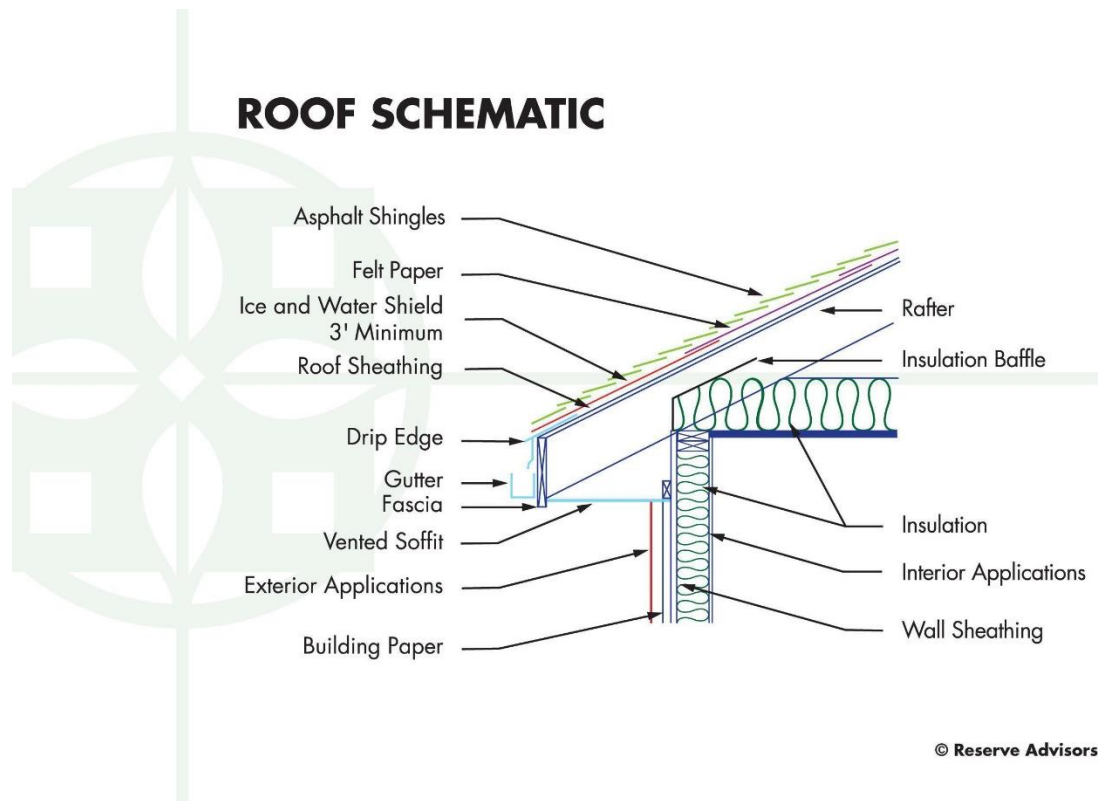 ROOF SCHEMATIC
Asphalt Shingles
Felt Paper
Ice and Water Shield
3' Minimum
Roof Sheathing
Drip Edge
Gutter
Fascia
Vented Soffit
Exterior Applications
Building Paper
Rafter
Insulation Baffle
Insulation
Interior Applications
Wall Sheathing
© Reserve Advisors